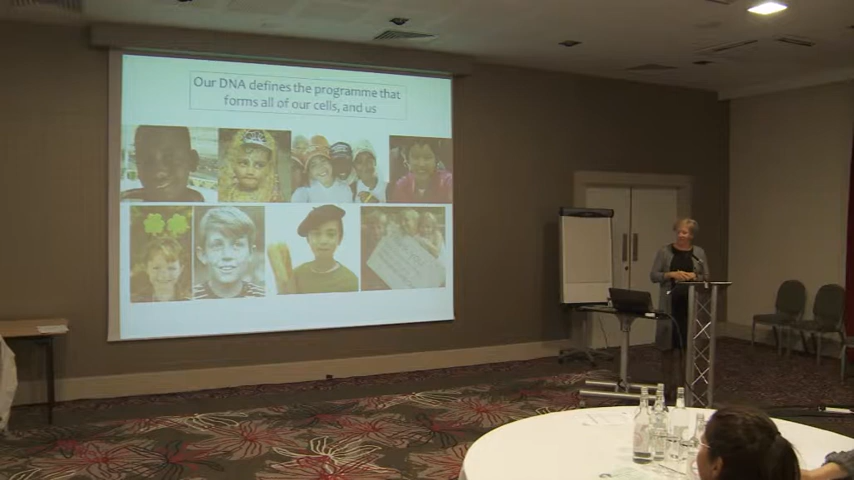 Our DNA defines the programme that
forms all of our cells, and us